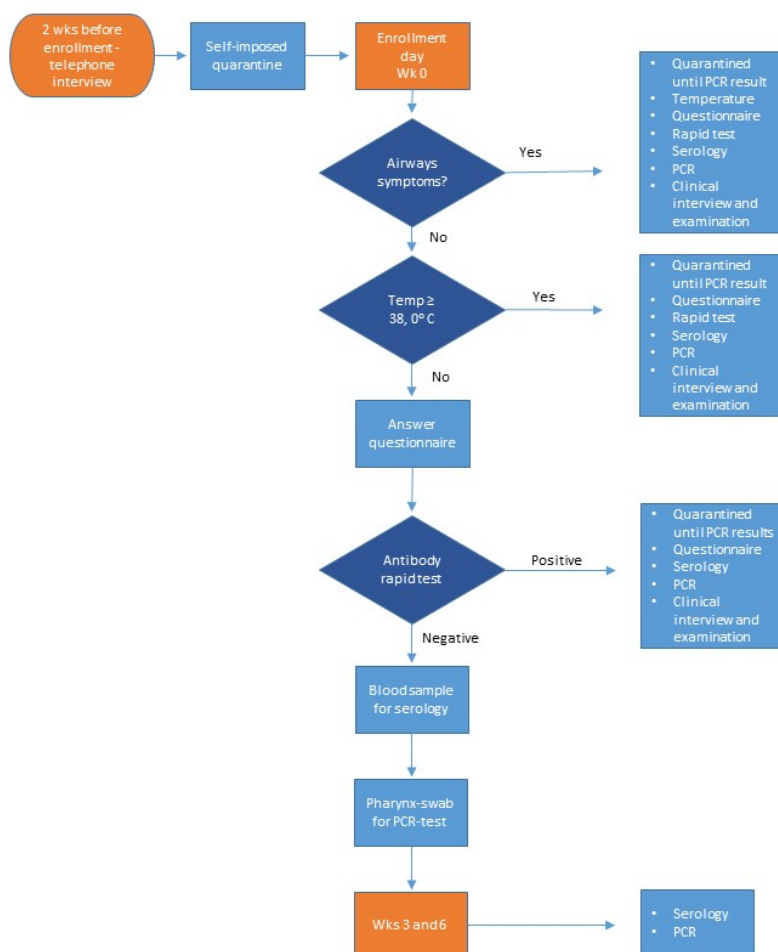 2 wks before
enrollment -
telephone
interview
Self-imposed
quarantine
Enrollment
day
Wk 0
• Quarantined
until PCR result
• Temperature
• Questionnaire
• Rapid test
• Serology
• PCR
• Clinical
interview and
examination
Airways
symptoms?
Yes
No
Temp ≥
38, 0° C
Yes
• Quarantined
until PCR result
• Questionnaire
• Rapid test
• Serology
• PCR
• Clinical
interview and
examination
No
Answer
questionnaire
Antibody
rapid test
Positive
• Quarantined
until PCR results
• Questionnaire
• Serology
• PCR
• Clinical
interview and
examination
Negative
Blood sample
for serology
Pharynx-swab
for PCR-test
Wks 3 and 6
• Serology
• PCR